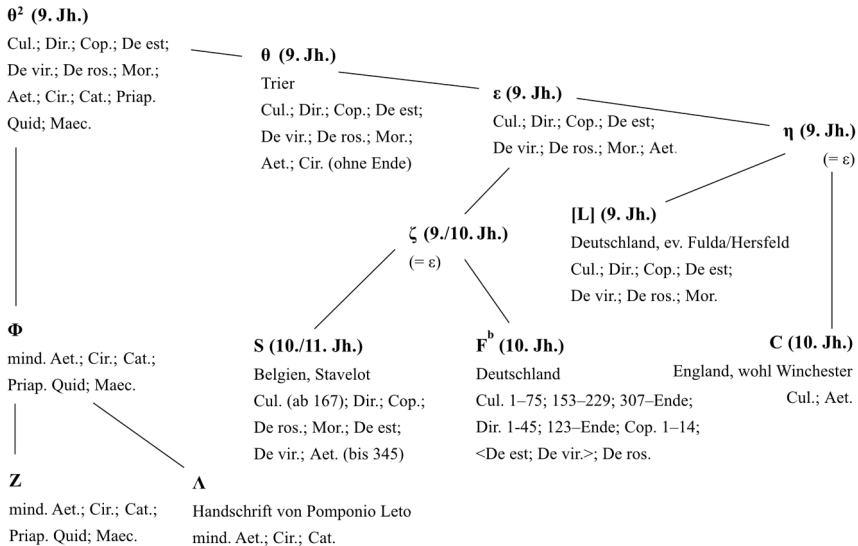 θ² (9. Jh.)
Cul.; Dir.; Cop.; De est;
De vir.; De ros.; Mor.;
Aet.; Cir.; Cat.; Priap.
Quid; Maec.
θ (9. Jh.)
Trier
Cul.; Dir.; Cop.; De est;
De vir.; De ros.; Mor.;
Aet.; Cir. (ohne Ende)
ε (9. Jh.)
Cul.; Dir.; Cop.; De est;
De vir.; De ros.; Mor.; Aet.
η (9. Jh.)
(= ε)
ζ (9./10. Jh.)
(= ε)
[L] (9. Jh.)
Deutschland, ev. Fulda/Hersfeld
Cul.; Dir.; Cop.; De est;
De vir.; De ros.; Mor.
Φ
mind. Aet.; Cir.; Cat.;
Priap. Quid; Maec.
S (10./11. Jh.)
Belgien, Stavelot
Cul. (ab 167); Dir.; Cop.;
De ros.; Mor.; De est;
De vir.; Aet. (bis 345)
Fᵇ (10. Jh.)
Deutschland
Cul. 1–75; 153–229; 307–Ende;
Dir. 1-45; 123–Ende; Cop. 1–14;
<De est; De vir.>; De ros.
C (10. Jh.)
England, wohl Winchester
Cul.; Aet.
Z
mind. Aet.; Cir.; Cat.;
Priap. Quid; Maec.
Λ
Handschrift von Pomponio Leto
mind. Aet.; Cir.; Cat.